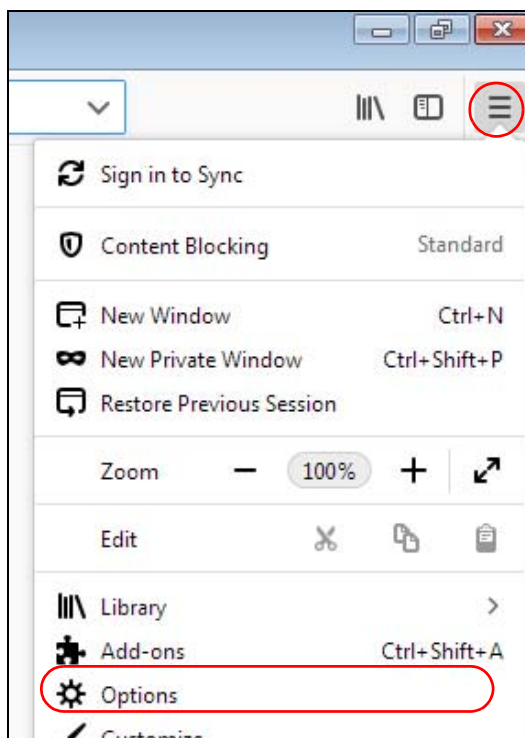 Sign in to Sync
Content Blocking Standard
New Window Ctrl+N
New Private Window Ctrl+Shift+P
Restore Previous Session
Zoom 100%
Edit
Library
Add-ons Ctrl+Shift+A
Options